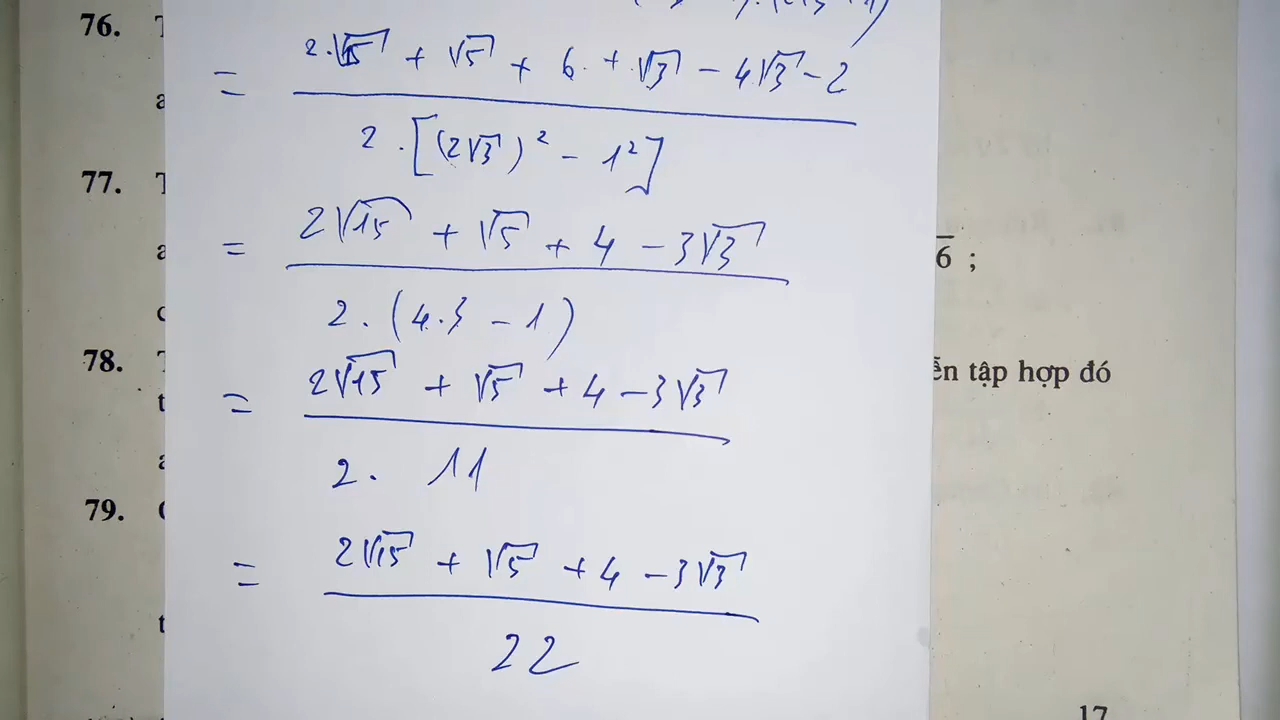 76.
= (2.√15 + √5 + 6 + √3 − 4√3 − 2) / (2.[(2√3)² − 1²])
77.
= (2√15 + √5 + 4 − 3√3) / (2.(4.3 − 1))
6 ;
78.
tập hợp đó
= (2√15 + √5 + 4 − 3√3) / (2. 11)
79.
= (2√15 + √5 + 4 − 3√3) / 22
17